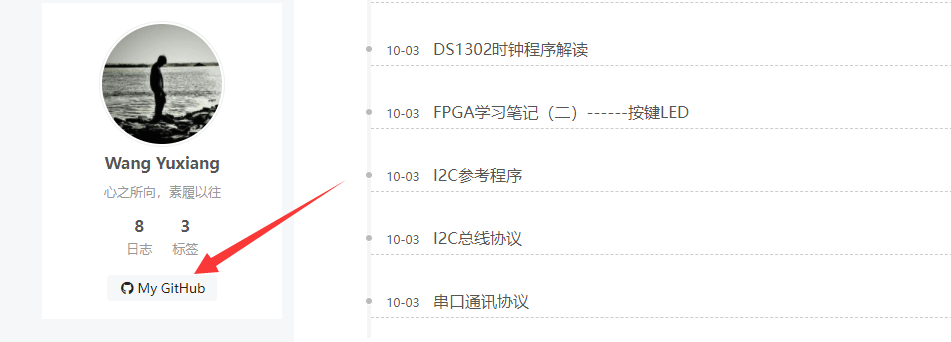 Wang Yuxiang
心之所向，素履以往
8 3
日志 标签
My GitHub
10-03 DS1302时钟程序解读
10-03 FPGA学习笔记（二）------按键LED
10-03 I2C参考程序
10-03 I2C总线协议
10-03 串口通讯协议